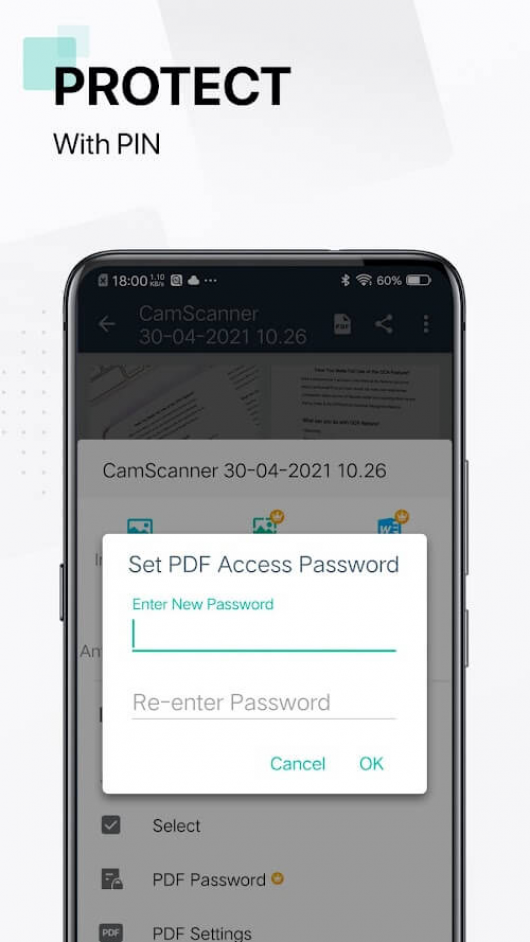 PROTECT
With PIN
18:00 1.10 KB/s ... 60%
CamScanner
30-04-2021 10.26
PDF
CamScanner 30-04-2021 10.26
W
Set PDF Access Password
Enter New Password
Re-enter Password
Cancel OK
Select
PDF Password
PDF
PDF Settings